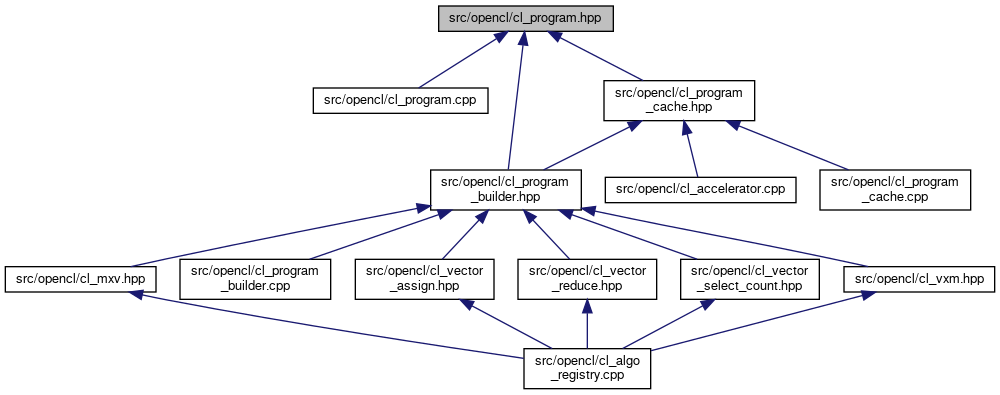 src/opencl/cl_program.hpp
src/opencl/cl_program.cpp
src/opencl/cl_program
_cache.hpp
src/opencl/cl_program
_builder.hpp
src/opencl/cl_accelerator.cpp
src/opencl/cl_program
_cache.cpp
src/opencl/cl_mxv.hpp
src/opencl/cl_program
_builder.cpp
src/opencl/cl_vector
_assign.hpp
src/opencl/cl_vector
_reduce.hpp
src/opencl/cl_vector
_select_count.hpp
src/opencl/cl_vxm.hpp
src/opencl/cl_algo
_registry.cpp